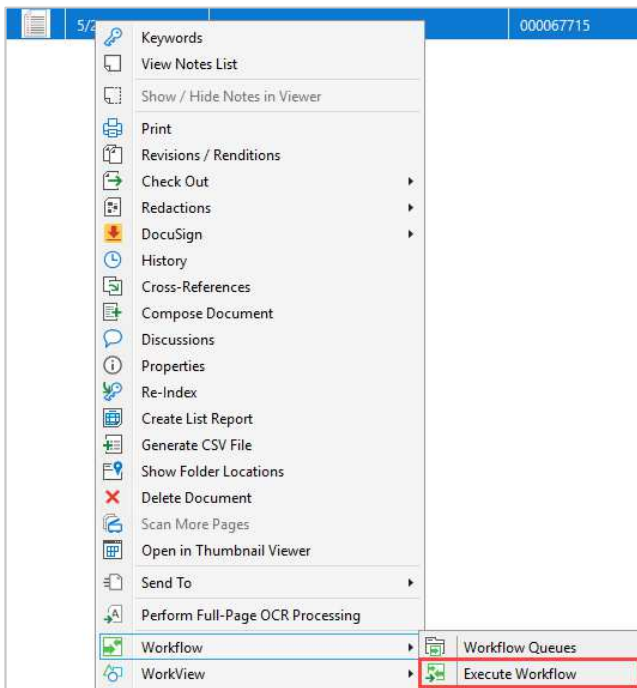 5/2 000067715
Keywords
View Notes List
Show / Hide Notes in Viewer
Print
Revisions / Renditions
Check Out
Redactions
DocuSign
History
Cross-References
Compose Document
Discussions
Properties
Re-Index
Create List Report
Generate CSV File
Show Folder Locations
Delete Document
Scan More Pages
Open in Thumbnail Viewer
Send To
Perform Full-Page OCR Processing
Workflow Workflow Queues
WorkView Execute Workflow